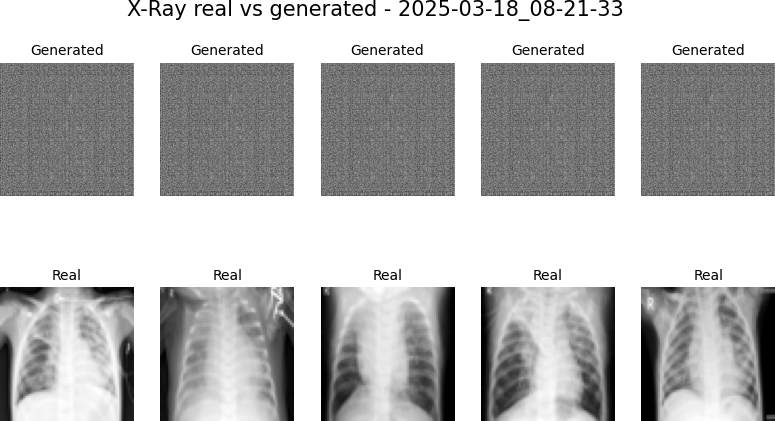 X-Ray real vs generated - 2025-03-18_08-21-33
Generated Generated Generated Generated Generated
Real Real Real Real Real